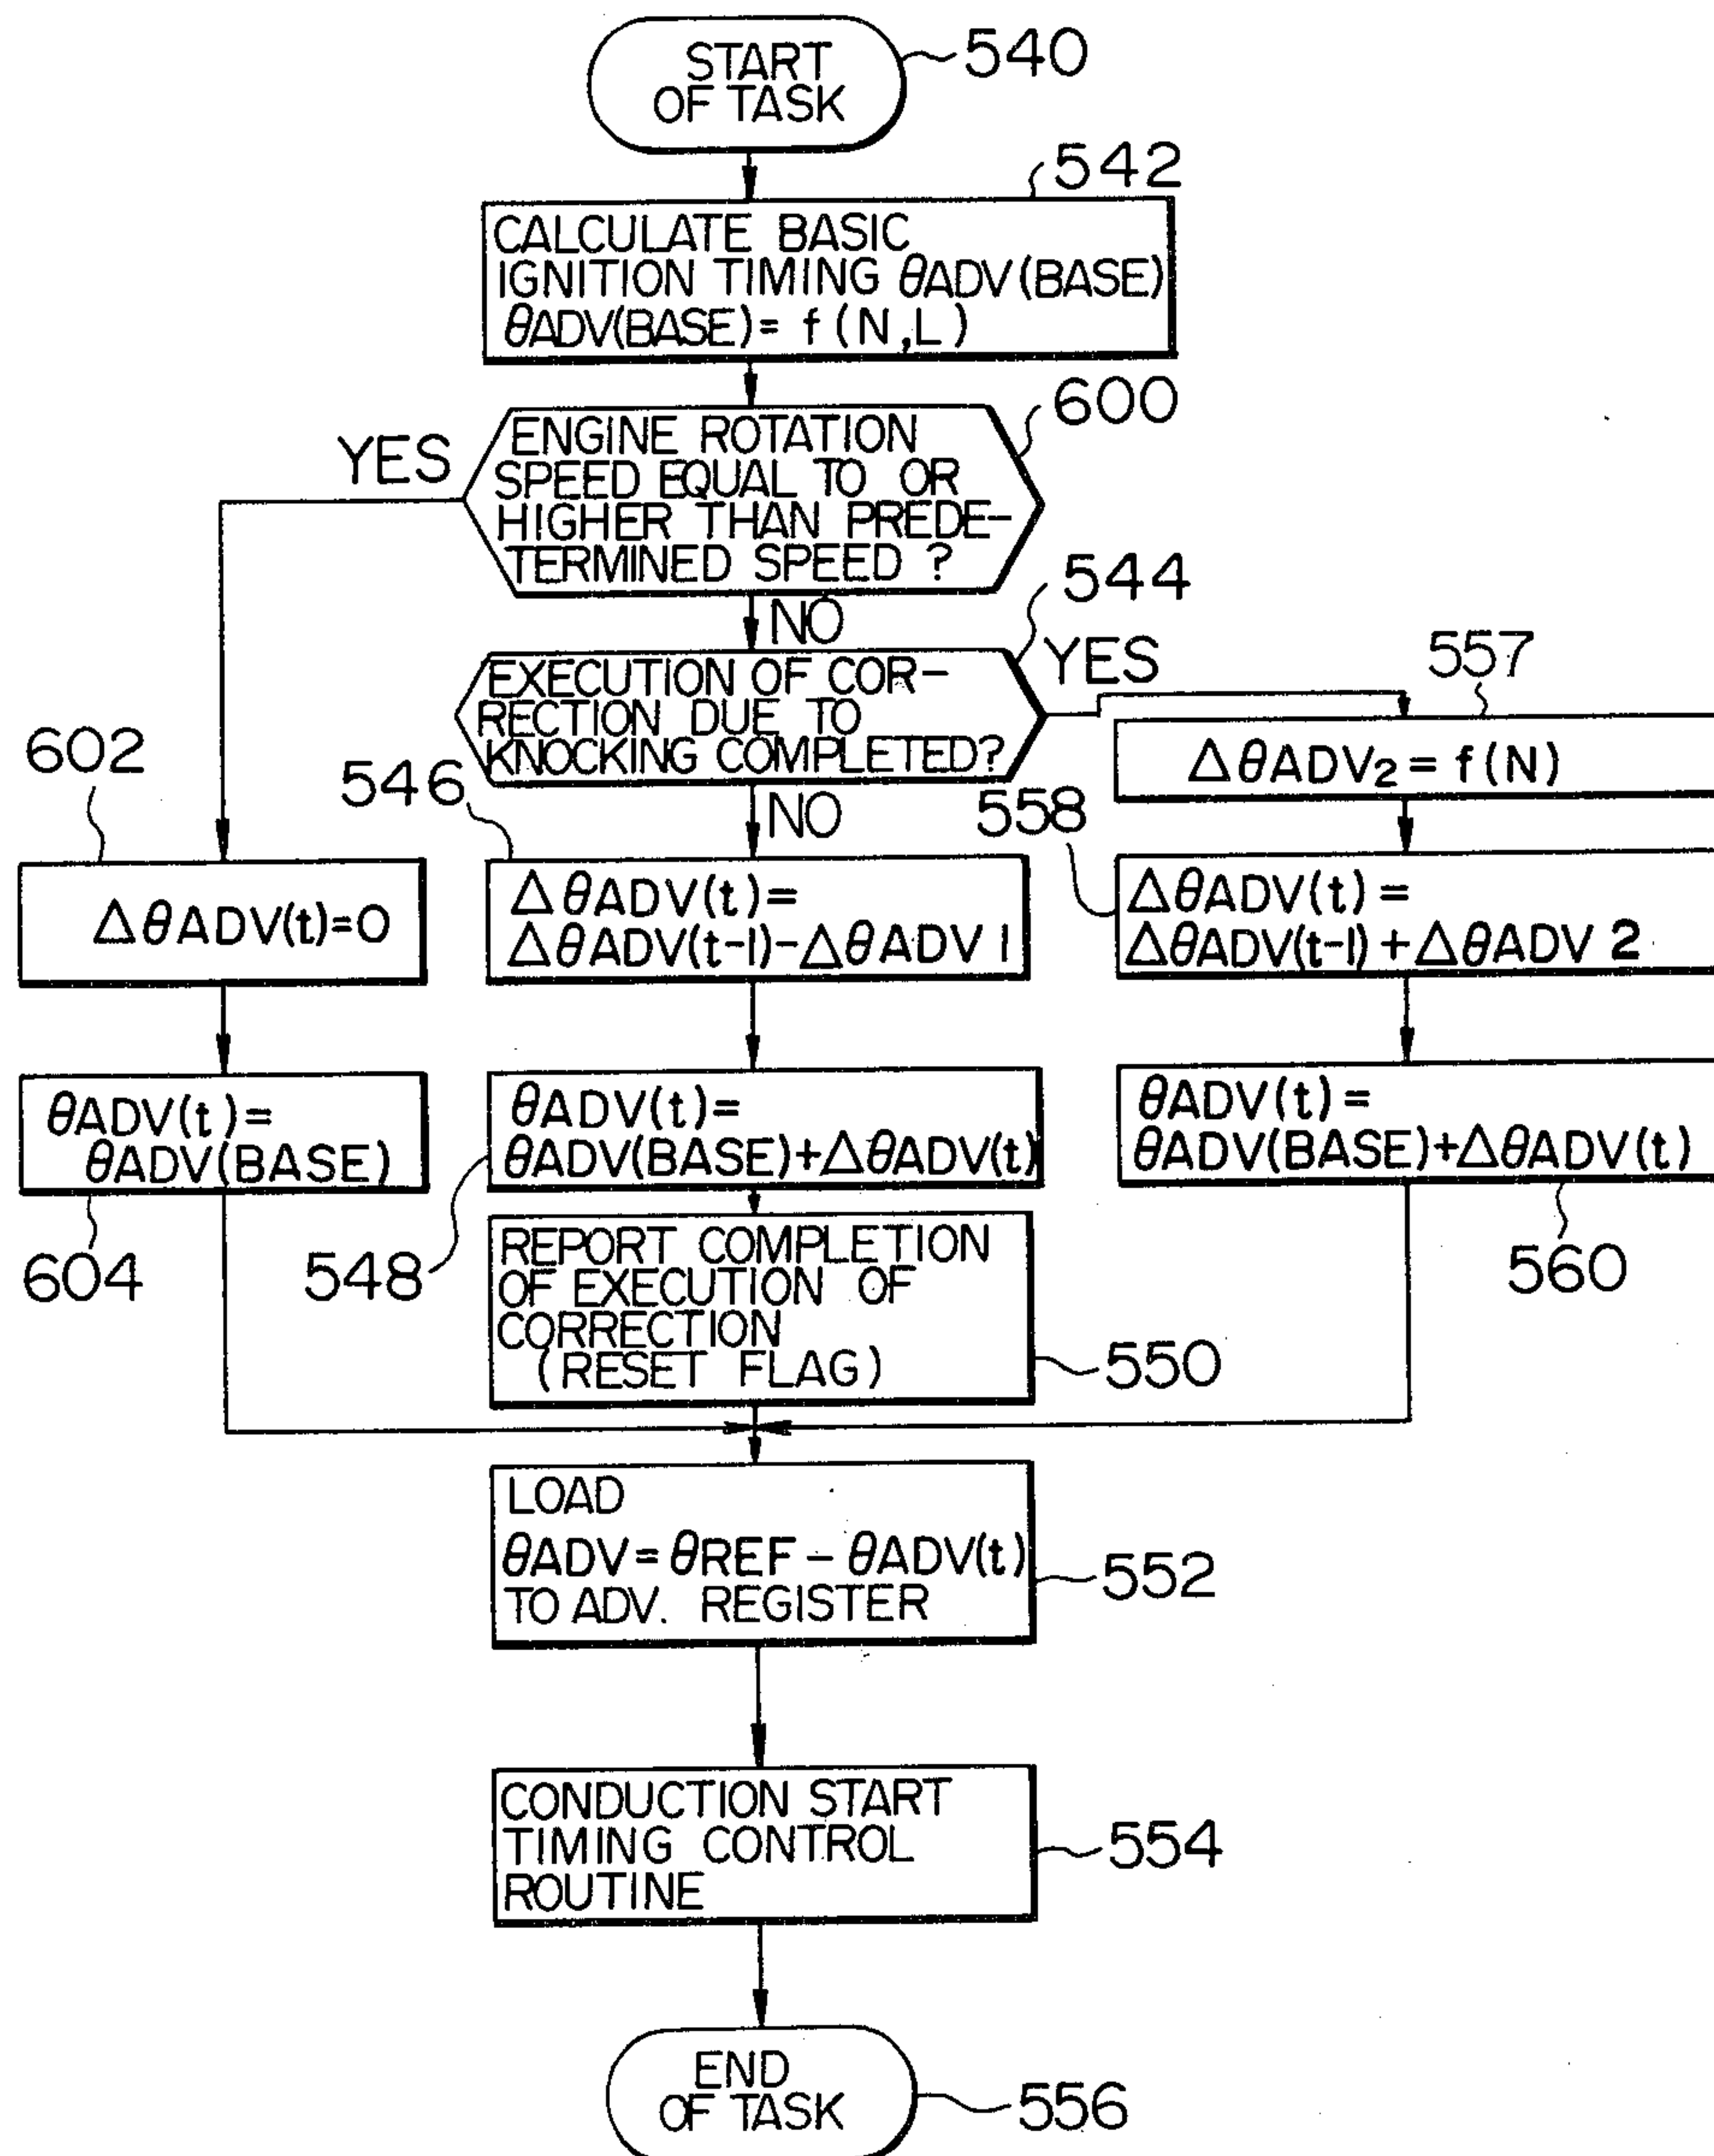 START
OF TASK
540
542
CALCULATE BASIC
IGNITION TIMING θADV(BASE)
θADV(BASE)= f(N,L)
600
YES
ENGINE ROTATION
SPEED EQUAL TO OR
HIGHER THAN PREDE-
TERMINED SPEED ?
NO
544
YES
EXECUTION OF COR-
RECTION DUE TO
KNOCKING COMPLETED?
NO
557
ΔθADV2 = f(N)
602
ΔθADV(t)=0
546
ΔθADV(t)=
ΔθADV(t-1)-ΔθADV 1
558
ΔθADV(t)=
ΔθADV(t-1)+ΔθADV 2
θADV(t)=
θADV(BASE)
604
θADV(t)=
θADV(BASE)+ΔθADV(t)
548
θADV(t)=
θADV(BASE)+ΔθADV(t)
560
REPORT COMPLETION
OF EXECUTION OF
CORRECTION
(RESET FLAG)
550
LOAD
θADV=θREF-θADV(t)
TO ADV. REGISTER
552
CONDUCTION START
TIMING CONTROL
ROUTINE
554
END
OF TASK
556